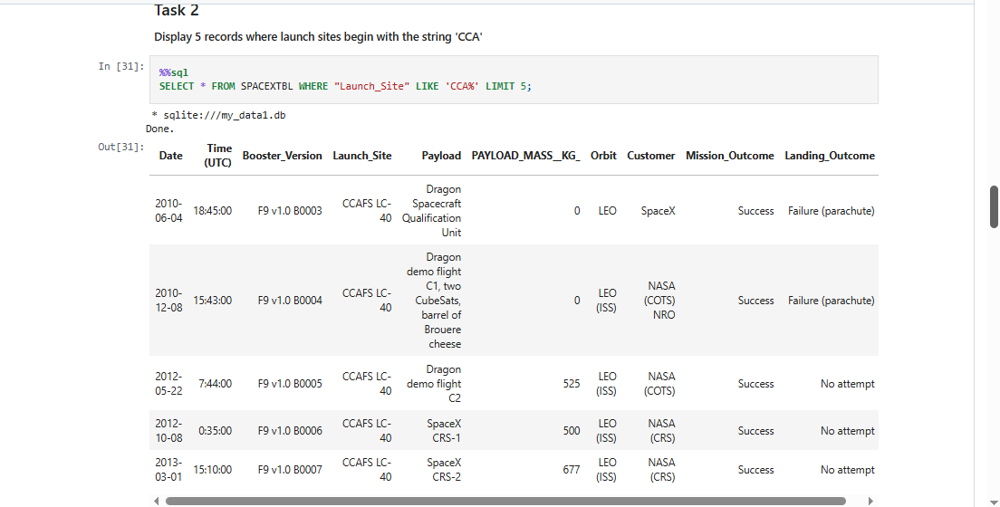 Task 2
Display 5 records where launch sites begin with the string 'CCA'
In [31]:
%%sql
SELECT * FROM SPACEXTBL WHERE "Launch_Site" LIKE 'CCA%' LIMIT 5;
* sqlite:///my_data1.db
Done.
Out[31]:
Date Time (UTC) Booster_Version Launch_Site Payload PAYLOAD_MASS__KG_ Orbit Customer Mission_Outcome Landing_Outcome
2010-06-04 18:45:00 F9 v1.0 B0003 CCAFS LC-40 Dragon Spacecraft Qualification Unit 0 LEO SpaceX Success Failure (parachute)
2010-12-08 15:43:00 F9 v1.0 B0004 CCAFS LC-40 Dragon demo flight C1, two CubeSats, barrel of Brouere cheese 0 LEO (ISS) NASA (COTS) NRO Success Failure (parachute)
2012-05-22 7:44:00 F9 v1.0 B0005 CCAFS LC-40 Dragon demo flight C2 525 LEO (ISS) NASA (COTS) Success No attempt
2012-10-08 0:35:00 F9 v1.0 B0006 CCAFS LC-40 SpaceX CRS-1 500 LEO (ISS) NASA (CRS) Success No attempt
2013-03-01 15:10:00 F9 v1.0 B0007 CCAFS LC-40 SpaceX CRS-2 677 LEO (ISS) NASA (CRS) Success No attempt